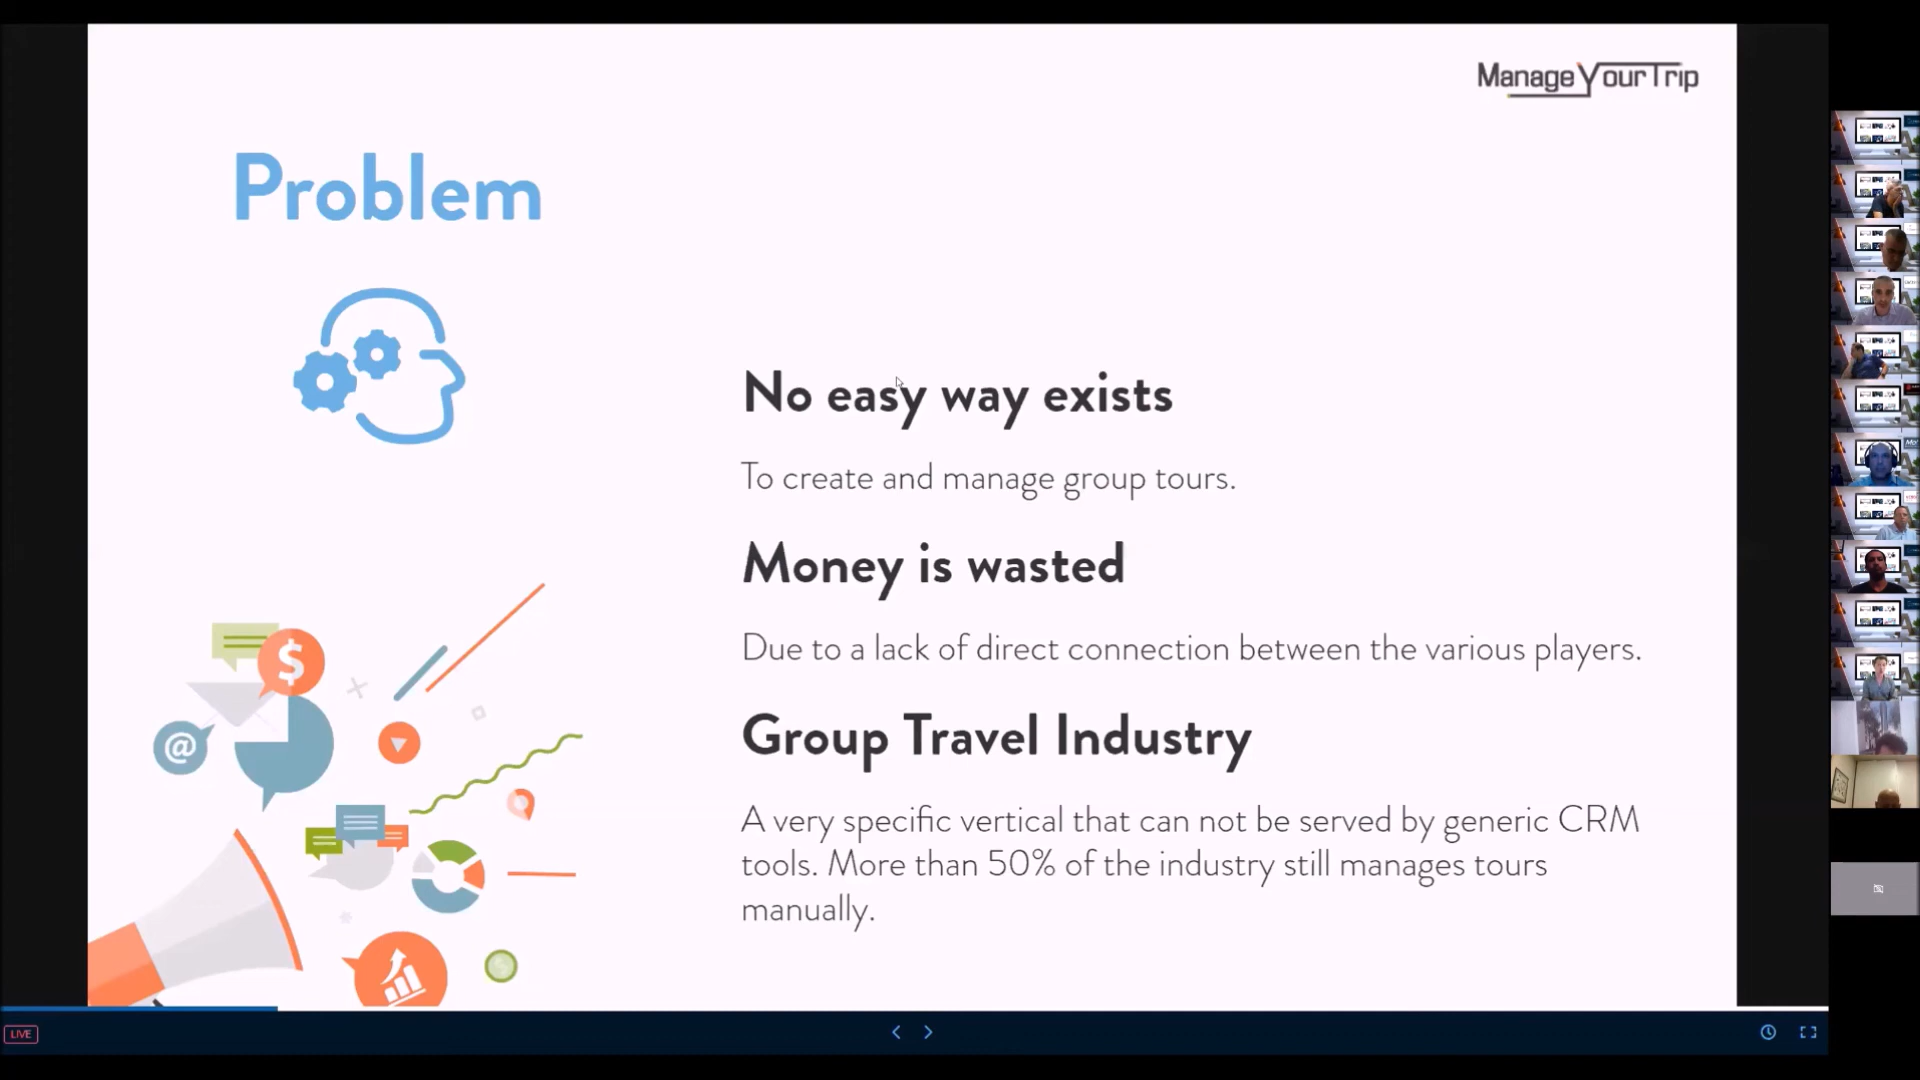 ManageYourTrip
Problem
No easy way exists
To create and manage group tours.
Money is wasted
Due to a lack of direct connection between the various players.
Group Travel Industry
A very specific vertical that can not be served by generic CRM
tools. More than 50% of the industry still manages tours
manually.
$
@
LIVE